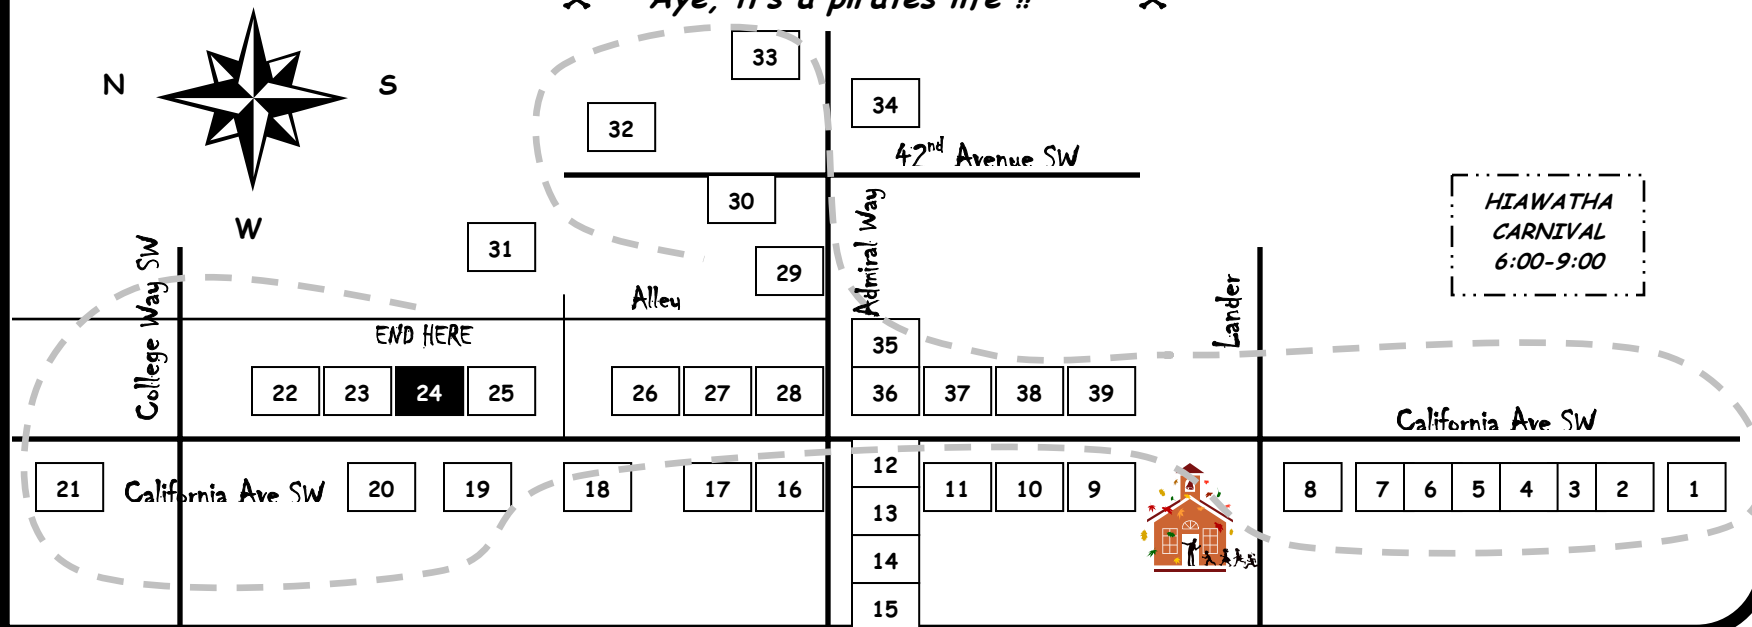 Aye, it's a pirates life !!
N
S
W
33
34
32
42nd Avenue SW
30
31
29
Alley
Admiral Way
College Way SW
Lander
HIAWATHA
CARNIVAL
6:00-9:00
END HERE
35
22 23 24 25 26 27 28 36 37 38 39
California Ave SW
12
21
California Ave SW
20 19 18 17 16 11 10 9 8 7 6 5 4 3 2 1
13
14
15